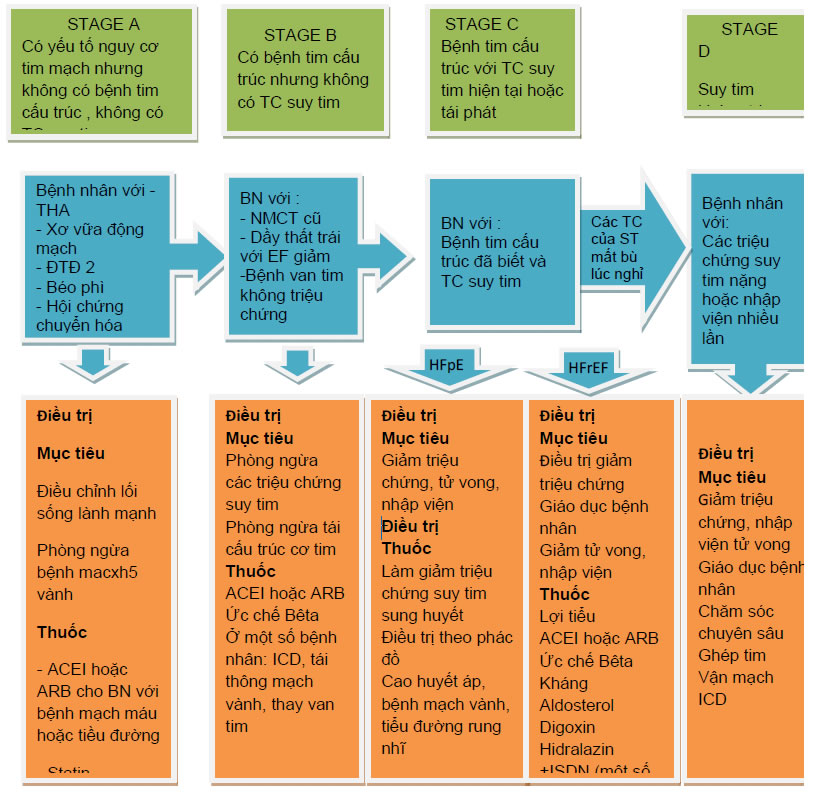 STAGE A
Có yếu tố nguy cơ
tim mạch nhưng
không có bệnh tim
cấu trúc , không có
STAGE B
Có bệnh tim cấu
trúc nhưng không
có TC suy tim
STAGE C
Bệnh tim cấu
trúc với TC suy
tim hiện tại hoặc
tái phát
STAGE
D
Suy tim
Bệnh nhân với -
THA
- Xơ vữa động
mạch
- ĐTĐ 2
- Béo phì
- Hội chứng
chuyển hóa
BN với :
- NMCT cũ
- Dầy thất trái
với EF giảm
-Bệnh van tim
không triệu
chứng
BN với :
Bệnh tim cấu
trúc đã biết và
TC suy tim
Các TC
của ST
mất bù
lúc nghỉ
Bệnh nhân
với:
Các triệu
chứng suy
tim nặng
hoặc nhập
viện nhiều
lần
HFpE
HFrEF
Điều trị
Mục tiêu
Điều chỉnh lối
sống lành mạnh
Phòng ngừa
bệnh macxh5
vành
Thuốc
- ACEI hoặc
ARB cho BN với
bệnh mạch máu
hoặc tiều đường
- Statin
Điều trị
Mục tiêu
Phòng ngừa
các triệu chứng
suy tim
Phòng ngừa tái
cấu trúc cơ tim
Thuốc
ACEI hoặc ARB
Ức chế Bêta
Ở một số bệnh
nhân: ICD, tái
thông mạch
vành, thay van
tim
Điều trị
Mục tiêu
Giảm triệu
chứng, tử vong,
nhập viện
Điều trị
Thuốc
Làm giảm triệu
chứng suy tim
sung huyết
Điều trị theo phác
đồ
Cao huyết áp,
bệnh mạch vành,
tiểu đường rung
nhĩ
Điều trị
Mục tiêu
Điều trị giảm
triệu chứng
Giáo dục bệnh
nhân
Giảm tử vong,
nhập viện
Thuốc
Lợi tiểu
ACEI hoặc ARB
Ức chế Bêta
Kháng
Aldosterol
Digoxin
Hidralazin
+ISDN (một số
Điều trị
Mục tiêu
Giảm triệu
chứng, nhập
viện tử vong
Giáo dục bệnh
nhân
Chăm sóc
chuyên sâu
Ghép tim
Vận mạch
ICD